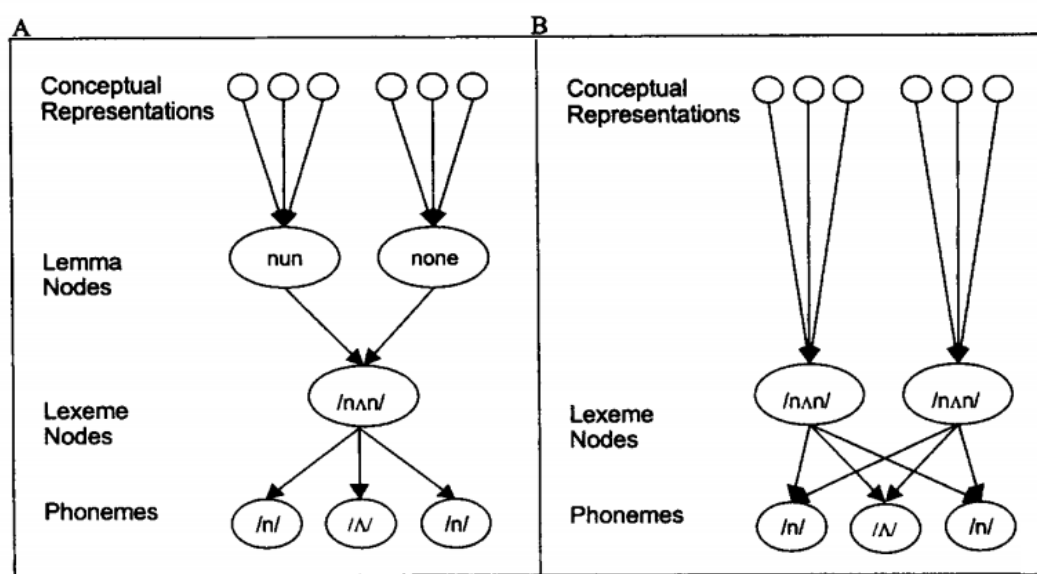 A
Conceptual
Representations
nun
none
Lemma
Nodes
/nʌn/
Lexeme
Nodes
Phonemes
/n/
/ʌ/
/n/
B
Conceptual
Representations
/nʌn/
/nʌn/
Lexeme
Nodes
Phonemes
/n/
/ʌ/
/n/